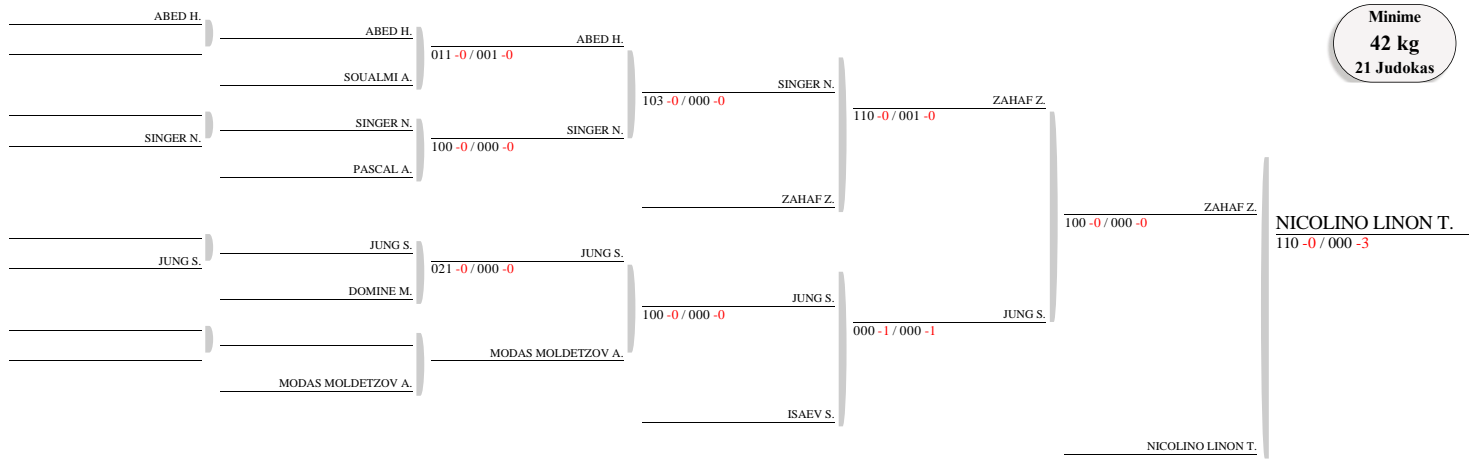 Minime
42 kg
21 Judokas
ABED H.
SINGER N.
JUNG S.
ABED H.
SOUALMI A.
SINGER N.
PASCAL A.
JUNG S.
DOMINE M.
MODAS MOLDETZOV A.
ABED H.
011 -0 / 001 -0
SINGER N.
100 -0 / 000 -0
JUNG S.
021 -0 / 000 -0
MODAS MOLDETZOV A.
SINGER N.
103 -0 / 000 -0
ZAHAF Z.
JUNG S.
100 -0 / 000 -0
ISAEV S.
ZAHAF Z.
110 -0 / 001 -0
JUNG S.
000 -1 / 000 -1
ZAHAF Z.
100 -0 / 000 -0
NICOLINO LINON T.
NICOLINO LINON T.
110 -0 / 000 -3